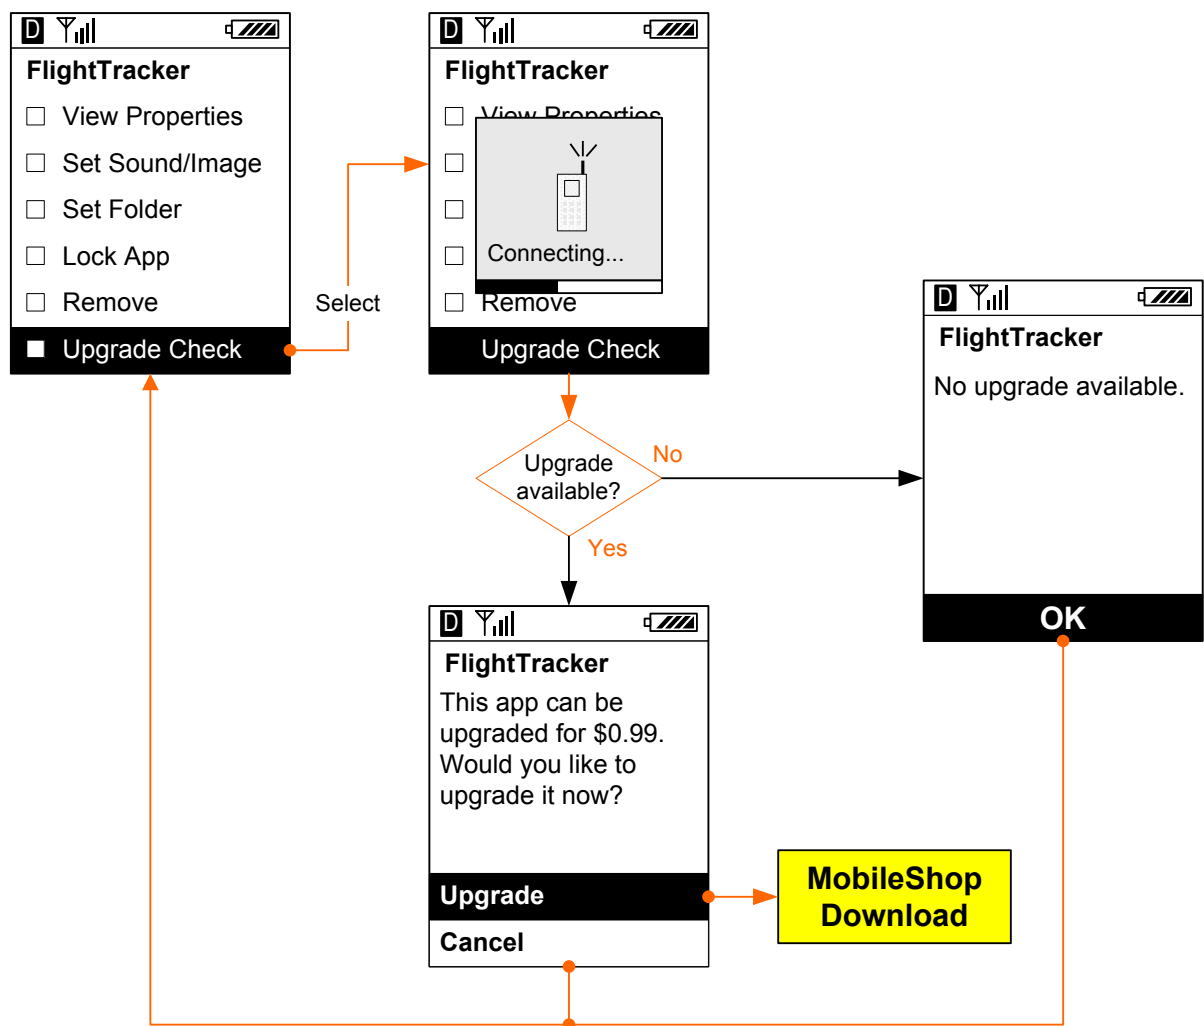 D
FlightTracker
View Properties
Set Sound/Image
Set Folder
Lock App
Remove
Upgrade Check
Select
D
FlightTracker
View Properties
Connecting...
Remove
Upgrade Check
Upgrade
available?
No
Yes
D
FlightTracker
No upgrade available.
OK
D
FlightTracker
This app can be
upgraded for $0.99.
Would you like to
upgrade it now?
Upgrade
Cancel
MobileShop
Download